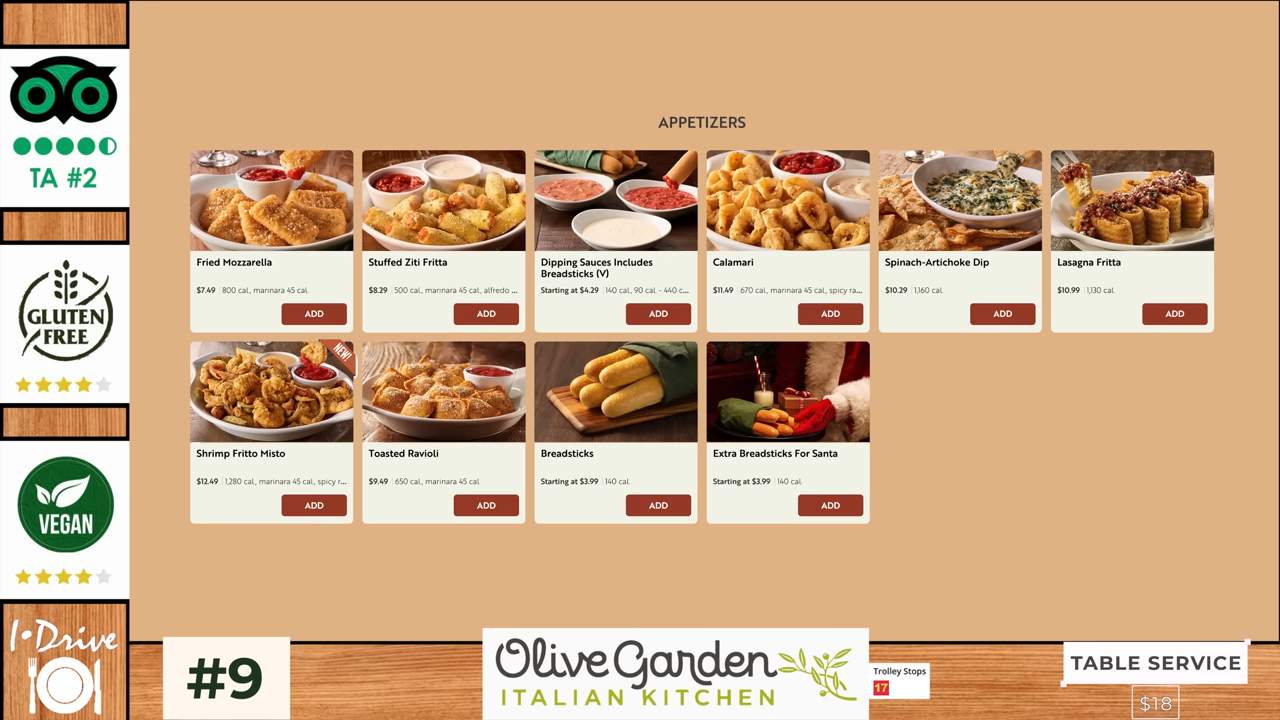 TA #2
GLUTEN
FREE
VEGAN
I•Drive
APPETIZERS
Fried Mozzarella
$7.49 | 800 cal., marinara 45 cal.
ADD
Stuffed Ziti Fritta
$8.29 | 500 cal., marinara 45 cal., alfredo ...
ADD
Dipping Sauces Includes
Breadsticks (V)
Starting at $4.29 | 140 cal., 90 cal. - 440 c...
ADD
Calamari
$11.49 | 670 cal., marinara 45 cal., spicy ra...
ADD
Spinach-Artichoke Dip
$10.29 | 1,160 cal.
ADD
Lasagna Fritta
$10.99 | 1,130 cal.
ADD
NEW!
Shrimp Fritto Misto
$12.49 | 1,280 cal., marinara 45 cal., spicy r...
ADD
Toasted Ravioli
$9.49 | 650 cal., marinara 45 cal.
ADD
Breadsticks
Starting at $3.99 | 140 cal.
ADD
Extra Breadsticks For Santa
Starting at $3.99 | 140 cal.
ADD
#9
Olive Garden
ITALIAN KITCHEN
Trolley Stops
17
TABLE SERVICE
$18